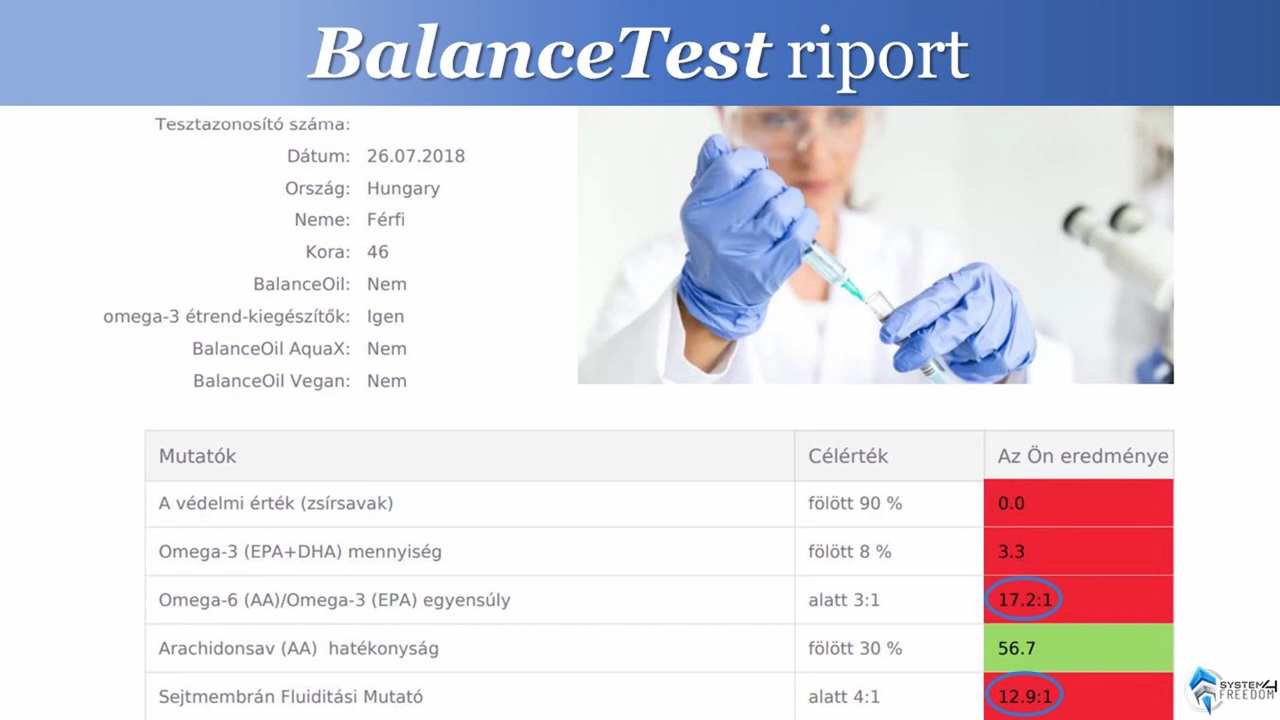 BalanceTest riport
Tesztazonosító száma:
Dátum: 26.07.2018
Ország: Hungary
Neme: Férfi
Kora: 46
BalanceOil: Nem
omega-3 étrend-kiegészítők: Igen
BalanceOil AquaX: Nem
BalanceOil Vegan: Nem
Mutatók Célérték Az Ön eredménye
A védelmi érték (zsírsavak) fölött 90 % 0.0
Omega-3 (EPA+DHA) mennyiség fölött 8 % 3.3
Omega-6 (AA)/Omega-3 (EPA) egyensúly alatt 3:1 17.2:1
Arachidonsav (AA) hatékonyság fölött 30 % 56.7
Sejtmembrán Fluiditási Mutató alatt 4:1 12.9:1
SYSTEM4
FREEDOM